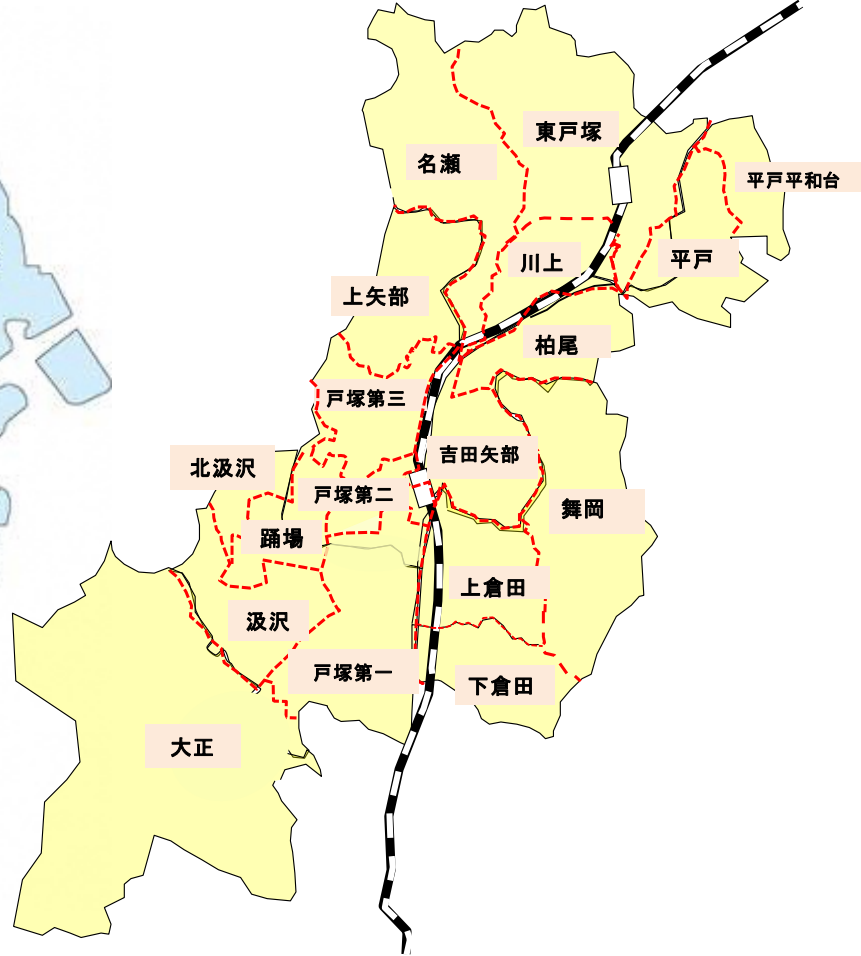 東戸塚
名瀬
平戸平和台
平戸
川上
上矢部
柏尾
戸塚第三
吉田矢部
北汲沢
戸塚第二
舞岡
踊場
上倉田
汲沢
戸塚第一
下倉田
大正